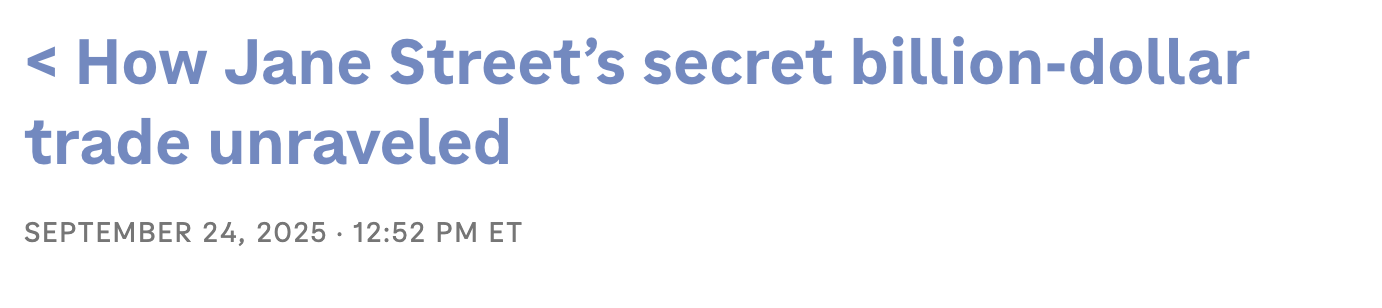 < How Jane Street’s secret billion-dollar
trade unraveled
SEPTEMBER 24, 2025 · 12:52 PM ET